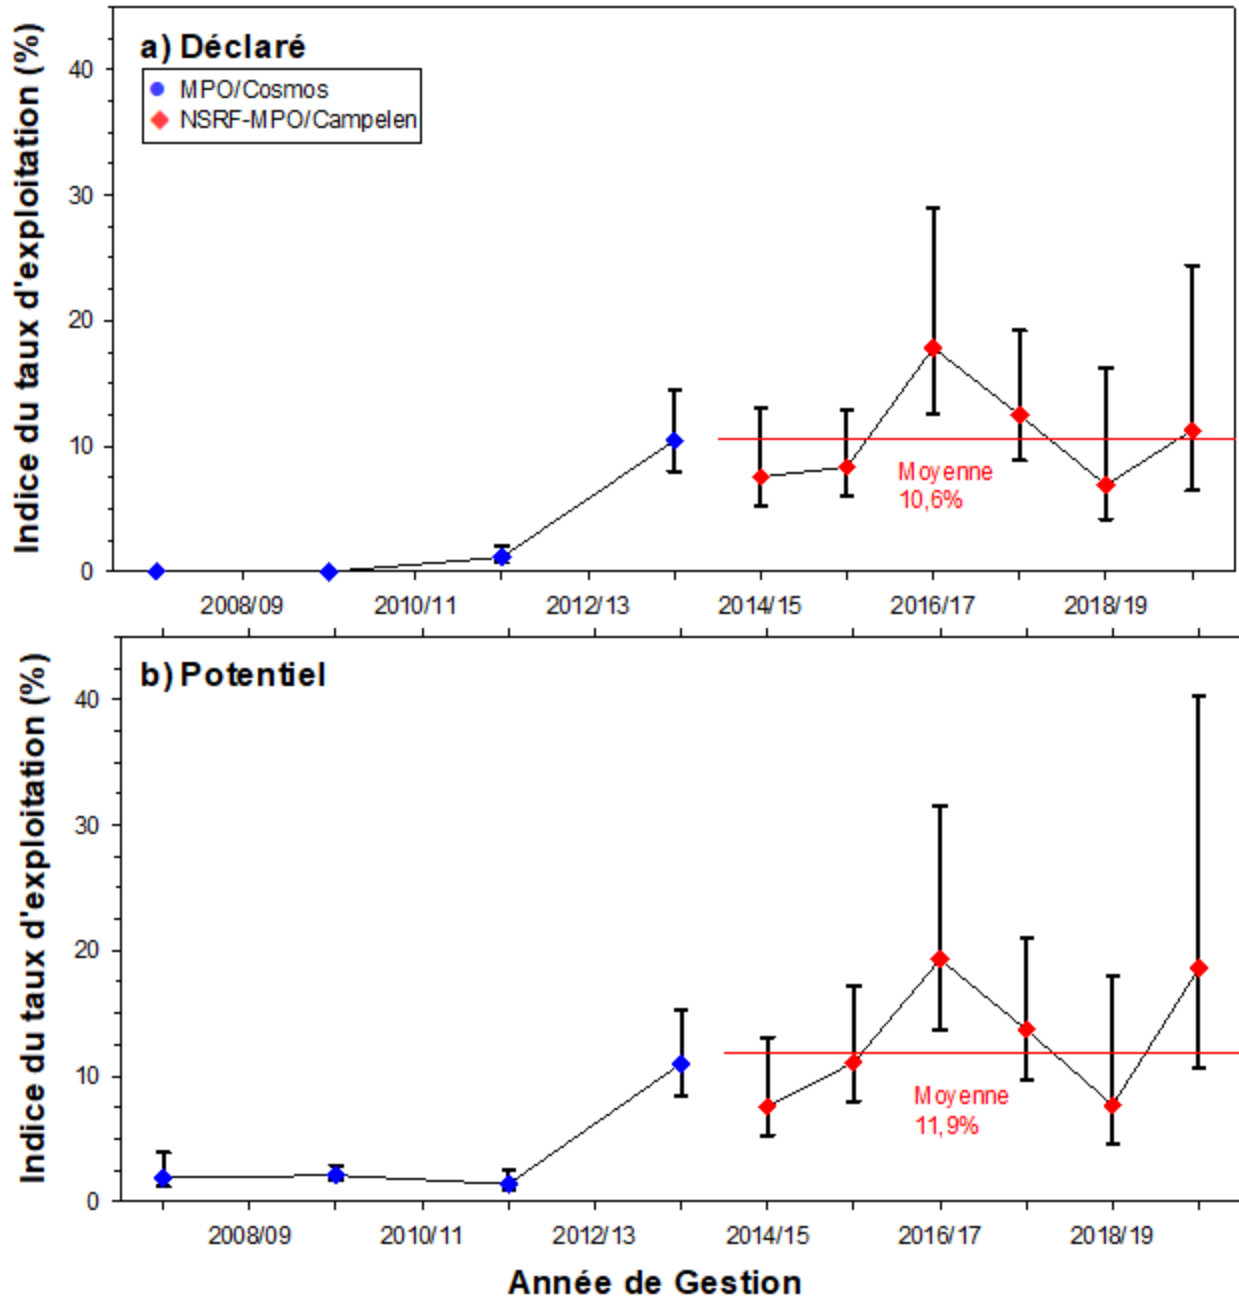 a) Déclaré
MPO/Cosmos
NSRF-MPO/Campelen
Indice du taux d'exploitation (%)
40
30
20
10
0
Moyenne
10,6%
2008/09 2010/11 2012/13 2014/15 2016/17 2018/19
b) Potentiel
Indice du taux d'exploitation (%)
40
30
20
10
0
Moyenne
11,9%
2008/09 2010/11 2012/13 2014/15 2016/17 2018/19
Année de Gestion